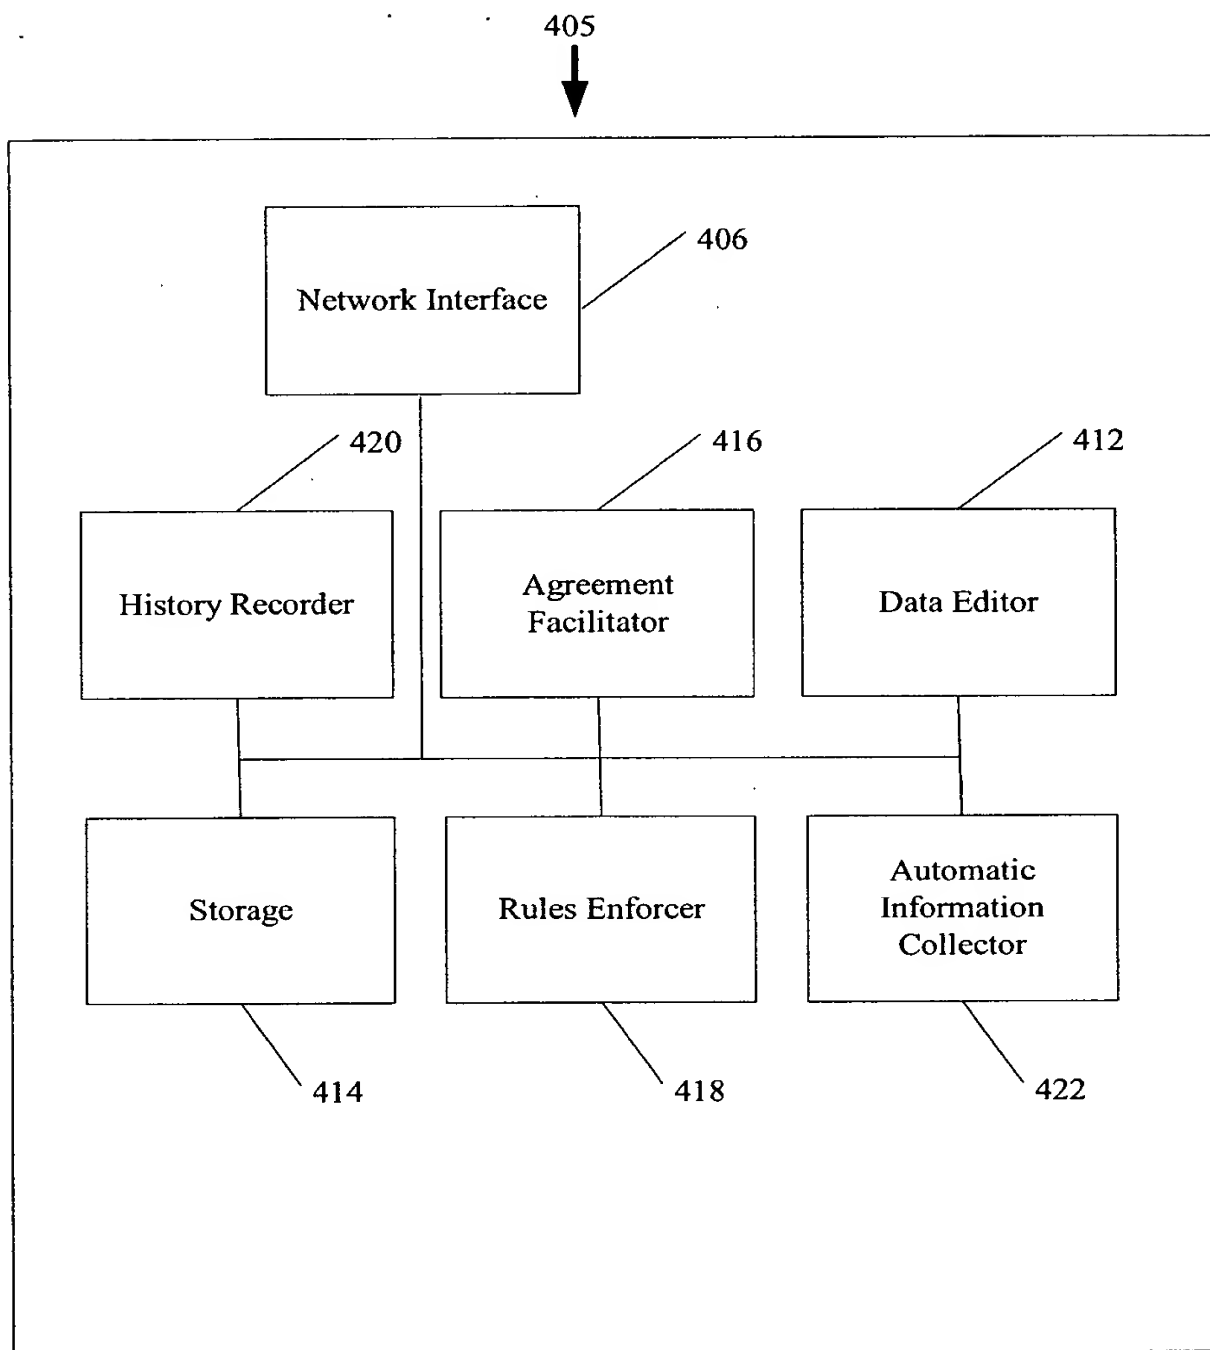 405
406
Network Interface
420
416
412
History Recorder
Agreement
Facilitator
Data Editor
Storage
Rules Enforcer
Automatic
Information
Collector
414
418
422